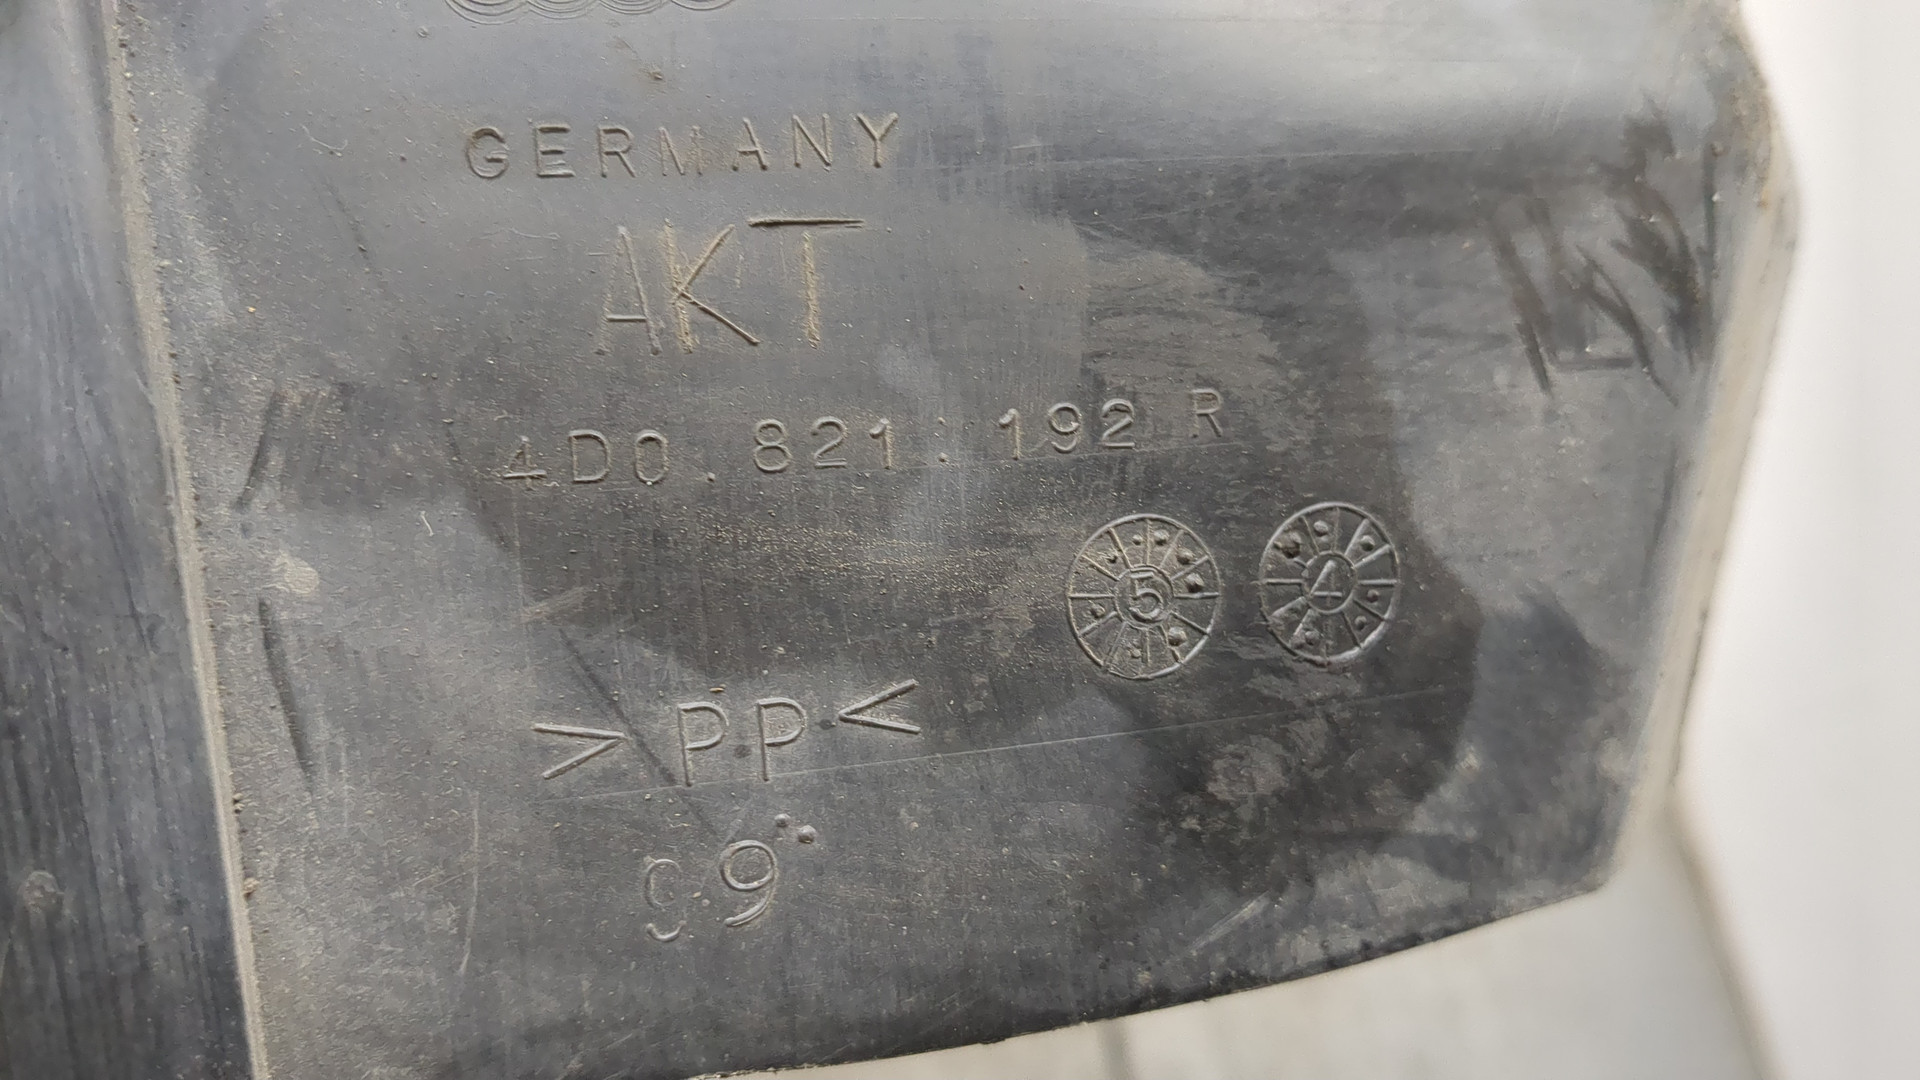 GERMANY
AKT
4D0.821.192 R
5 4
>PP<
99